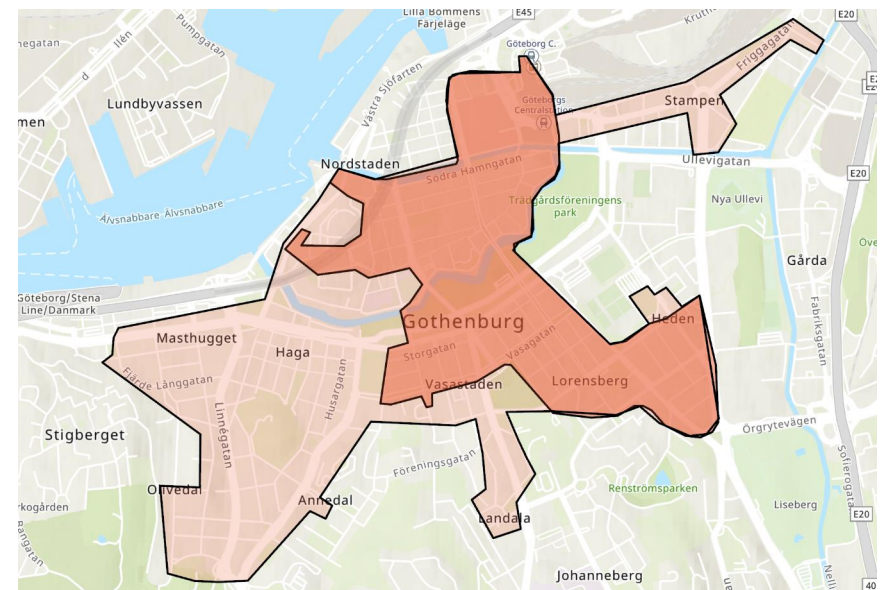 Lilla Bommens
Färjeläge
E45
E20
Pumpgatan
Ilén
Göteborg C.
Friggagatan
Västra Sjöfarten
Lundbyvassen
Göteborgs
Centralstation
Stampen
men
Nordstaden
Södra Hamngatan
Ullevigatan
E20
Trädgårdsföreningens
park
Nya Ullevi
Älvsnabbare Älvsnabbare
Gårda
Göteborg/Stena
Line/Danmark
Fabriksgatan
Heden
Gothenburg
Masthugget
Haga
Storgatan
Vasagatan
Fjärde Långgatan
Husargatan
Vasastaden
Lorensberg
Linnégatan
Stigberget
Örgrytevägen
Föreningsgatan
Sofierogatan
Olivedal
Annedal
Renströmsparken
Liseberg
E20
Landala
Johanneberg
40